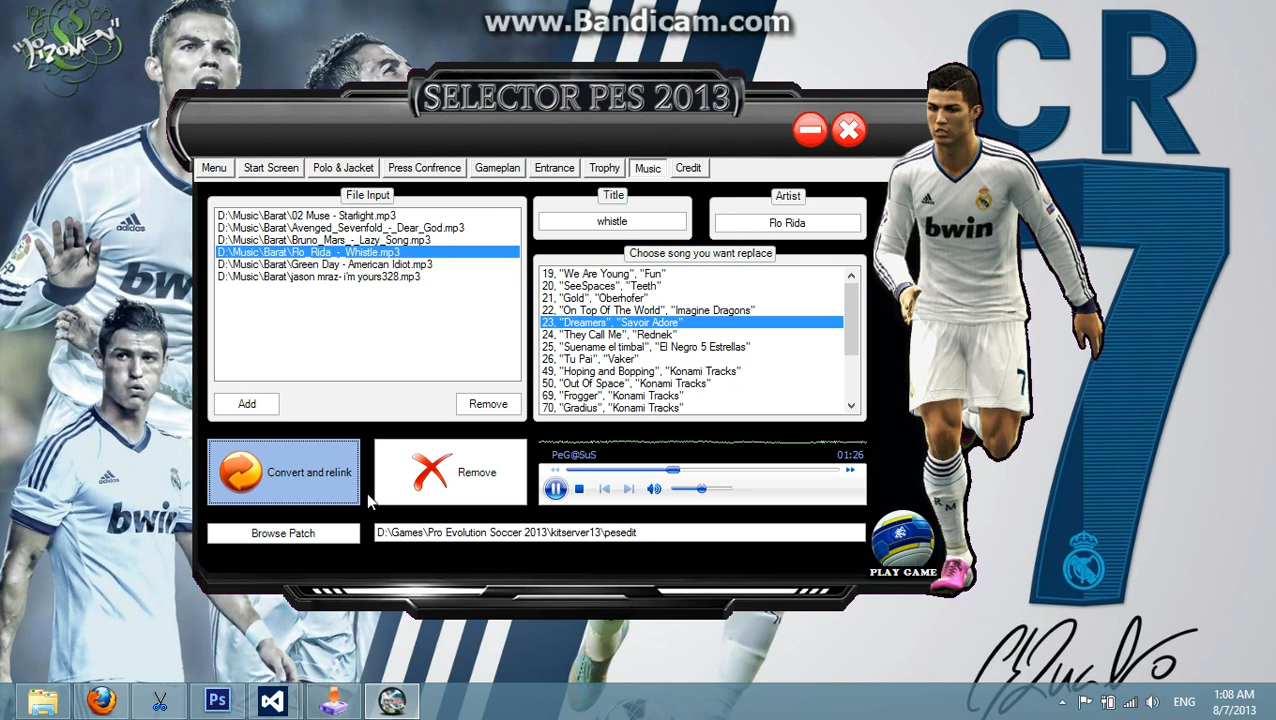 www.Bandicam.com
CR
SELECTOR PES 2013
Menu
Start Screen
Polo & Jacket
Press Confrence
Gameplan
Entrance
Trophy
Music
Credit
File Input
D:\Music\Barat\02 Muse - Starlight.mp3
D:\Music\Barat\Avenged_Sevenfold_-_Dear_God.mp3
D:\Music\Barat\Bruno_Mars_-_Lazy_Song.mp3
D:\Music\Barat\Flo_Rida_-_Whistle.mp3
D:\Music\Barat\Green Day - American Idiot.mp3
D:\Music\Barat\jason mraz- i'm yours328.mp3
Add
Remove
Title
whistle
Artist
Flo Rida
Choose song you want replace
19, "We Are Young", "Fun"
20, "SeeSpaces", "Teeth"
21, "Gold", "Oberhofer"
22, "On Top Of The World", "Imagine Dragons"
23, "Dreamers", "Savoir Adore"
24, "They Call Me", "Rednek"
25, "Suename el timbal", "El Negro 5 Estrellas"
26, "Tu Pai", "Vaker"
49, "Hoping and Bopping", "Konami Tracks"
50, "Out Of Space", "Konami Tracks"
69, "Frogger", "Konami Tracks"
70, "Gradius", "Konami Tracks"
Convert and relink
Remove
PeG@SuS
01:26
Browse Patch
:\Games\Pro Evolution Soccer 2013\kitserver13\pesedit
PLAY GAME
bwin
7
adidas
bwin
bwin
adidas
7
Ps
ENG
1:08 AM
8/7/2013